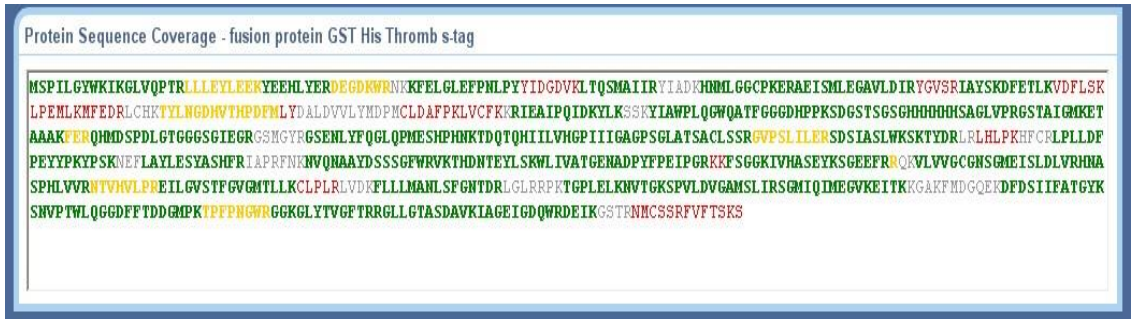 Protein Sequence Coverage - fusion protein GST His Thromb s-tag
MSPILGYWKIKGLVQPTRLLLEYLEEKYEEHLYERDEGDKWRNKKFELGLEFPNLPYYIDGDVKLTQSMAIIRYIADKHNMLGGCPKERAEISMLEGAVLDIRYGVSRIAYSKDFETLKVDFLSK
LPEMLKMFEDRLCHKTYLNGDHVTHPDFMLYDALDVVLYMDPMCLDAFPKLVCFKKRIEAIPQIDKYLKSSKYIAWPLQGWQATFGGGDHPPKSDGSTSGSGHHHHHHSAGLVPRGSTAIGMKET
AAAKFERQHMDSPDLGTGGGSGIEGRGSMGYRGSENLYFQGLQPMESHPHNKTDQTQHIILVHGPIIIGAGPSGLATSACLSSRGVPSLILERSDSIASLWKSKTYDRLRLHLPKHFCRLPLLDF
PEYYPKYPSKNEFLAYLESYASHFRIAPRFNKNVQNAAYDSSSGFWRVKTHDNTEYLSKWLIVATGENADPYFPEIPGRKKFSGGKIVHASEYKSGEEFRRQKVLVVGCGNSGMEISLDLVRHNA
SPHLVVRNTVHVLPREILGVSTFGVGMTLLKCLPLRLVDKFLLLMANLSFGNTDRLGLRRPKTGPLELKNVTGKSPVLDVGAMSLIRSGMIQIMEGVKEITKKGAKFMDGQEKDFDSIIFATGYK
SNVPTWLQGGDFFTDDGMPKTPFPNGWRGGKGLYTVGFTRRGLLGTASDAVKIAGEIGDQWRDEIKGSTRNMCSSRFVFTSKS